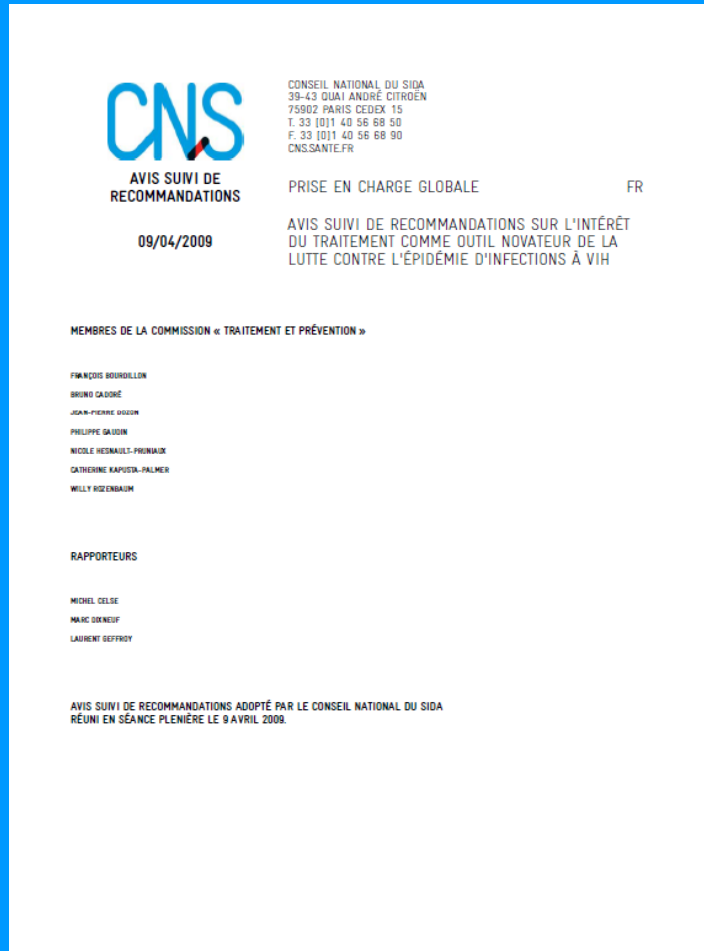 CNS
AVIS SUIVI DE
RECOMMANDATIONS
09/04/2009
CONSEIL NATIONAL DU SIDA
39-43 QUAI ANDRÉ CITROËN
75902 PARIS CEDEX 15
T. 33 [0]1 40 56 68 50
F. 33 [0]1 40 56 68 90
CNS.SANTE.FR
PRISE EN CHARGE GLOBALE FR
AVIS SUIVI DE RECOMMANDATIONS SUR L'INTÉRÊT
DU TRAITEMENT COMME OUTIL NOVATEUR DE LA
LUTTE CONTRE L'ÉPIDÉMIE D'INFECTIONS À VIH
MEMBRES DE LA COMMISSION « TRAITEMENT ET PRÉVENTION »
FRANÇOIS BOURDILLON
BRUNO CADORÉ
JEAN-PIERRE DOZON
PHILIPPE GAUDIN
NICOLE HESNAULT-PRUNIAUX
CATHERINE KAPUSTA-PALMER
WILLY ROZENBAUM
RAPPORTEURS
MICHEL CELSE
MARC DIXNEUF
LAURENT GEFFROY
AVIS SUIVI DE RECOMMANDATIONS ADOPTÉ PAR LE CONSEIL NATIONAL DU SIDA
RÉUNI EN SÉANCE PLENIÈRE LE 9 AVRIL 2009.